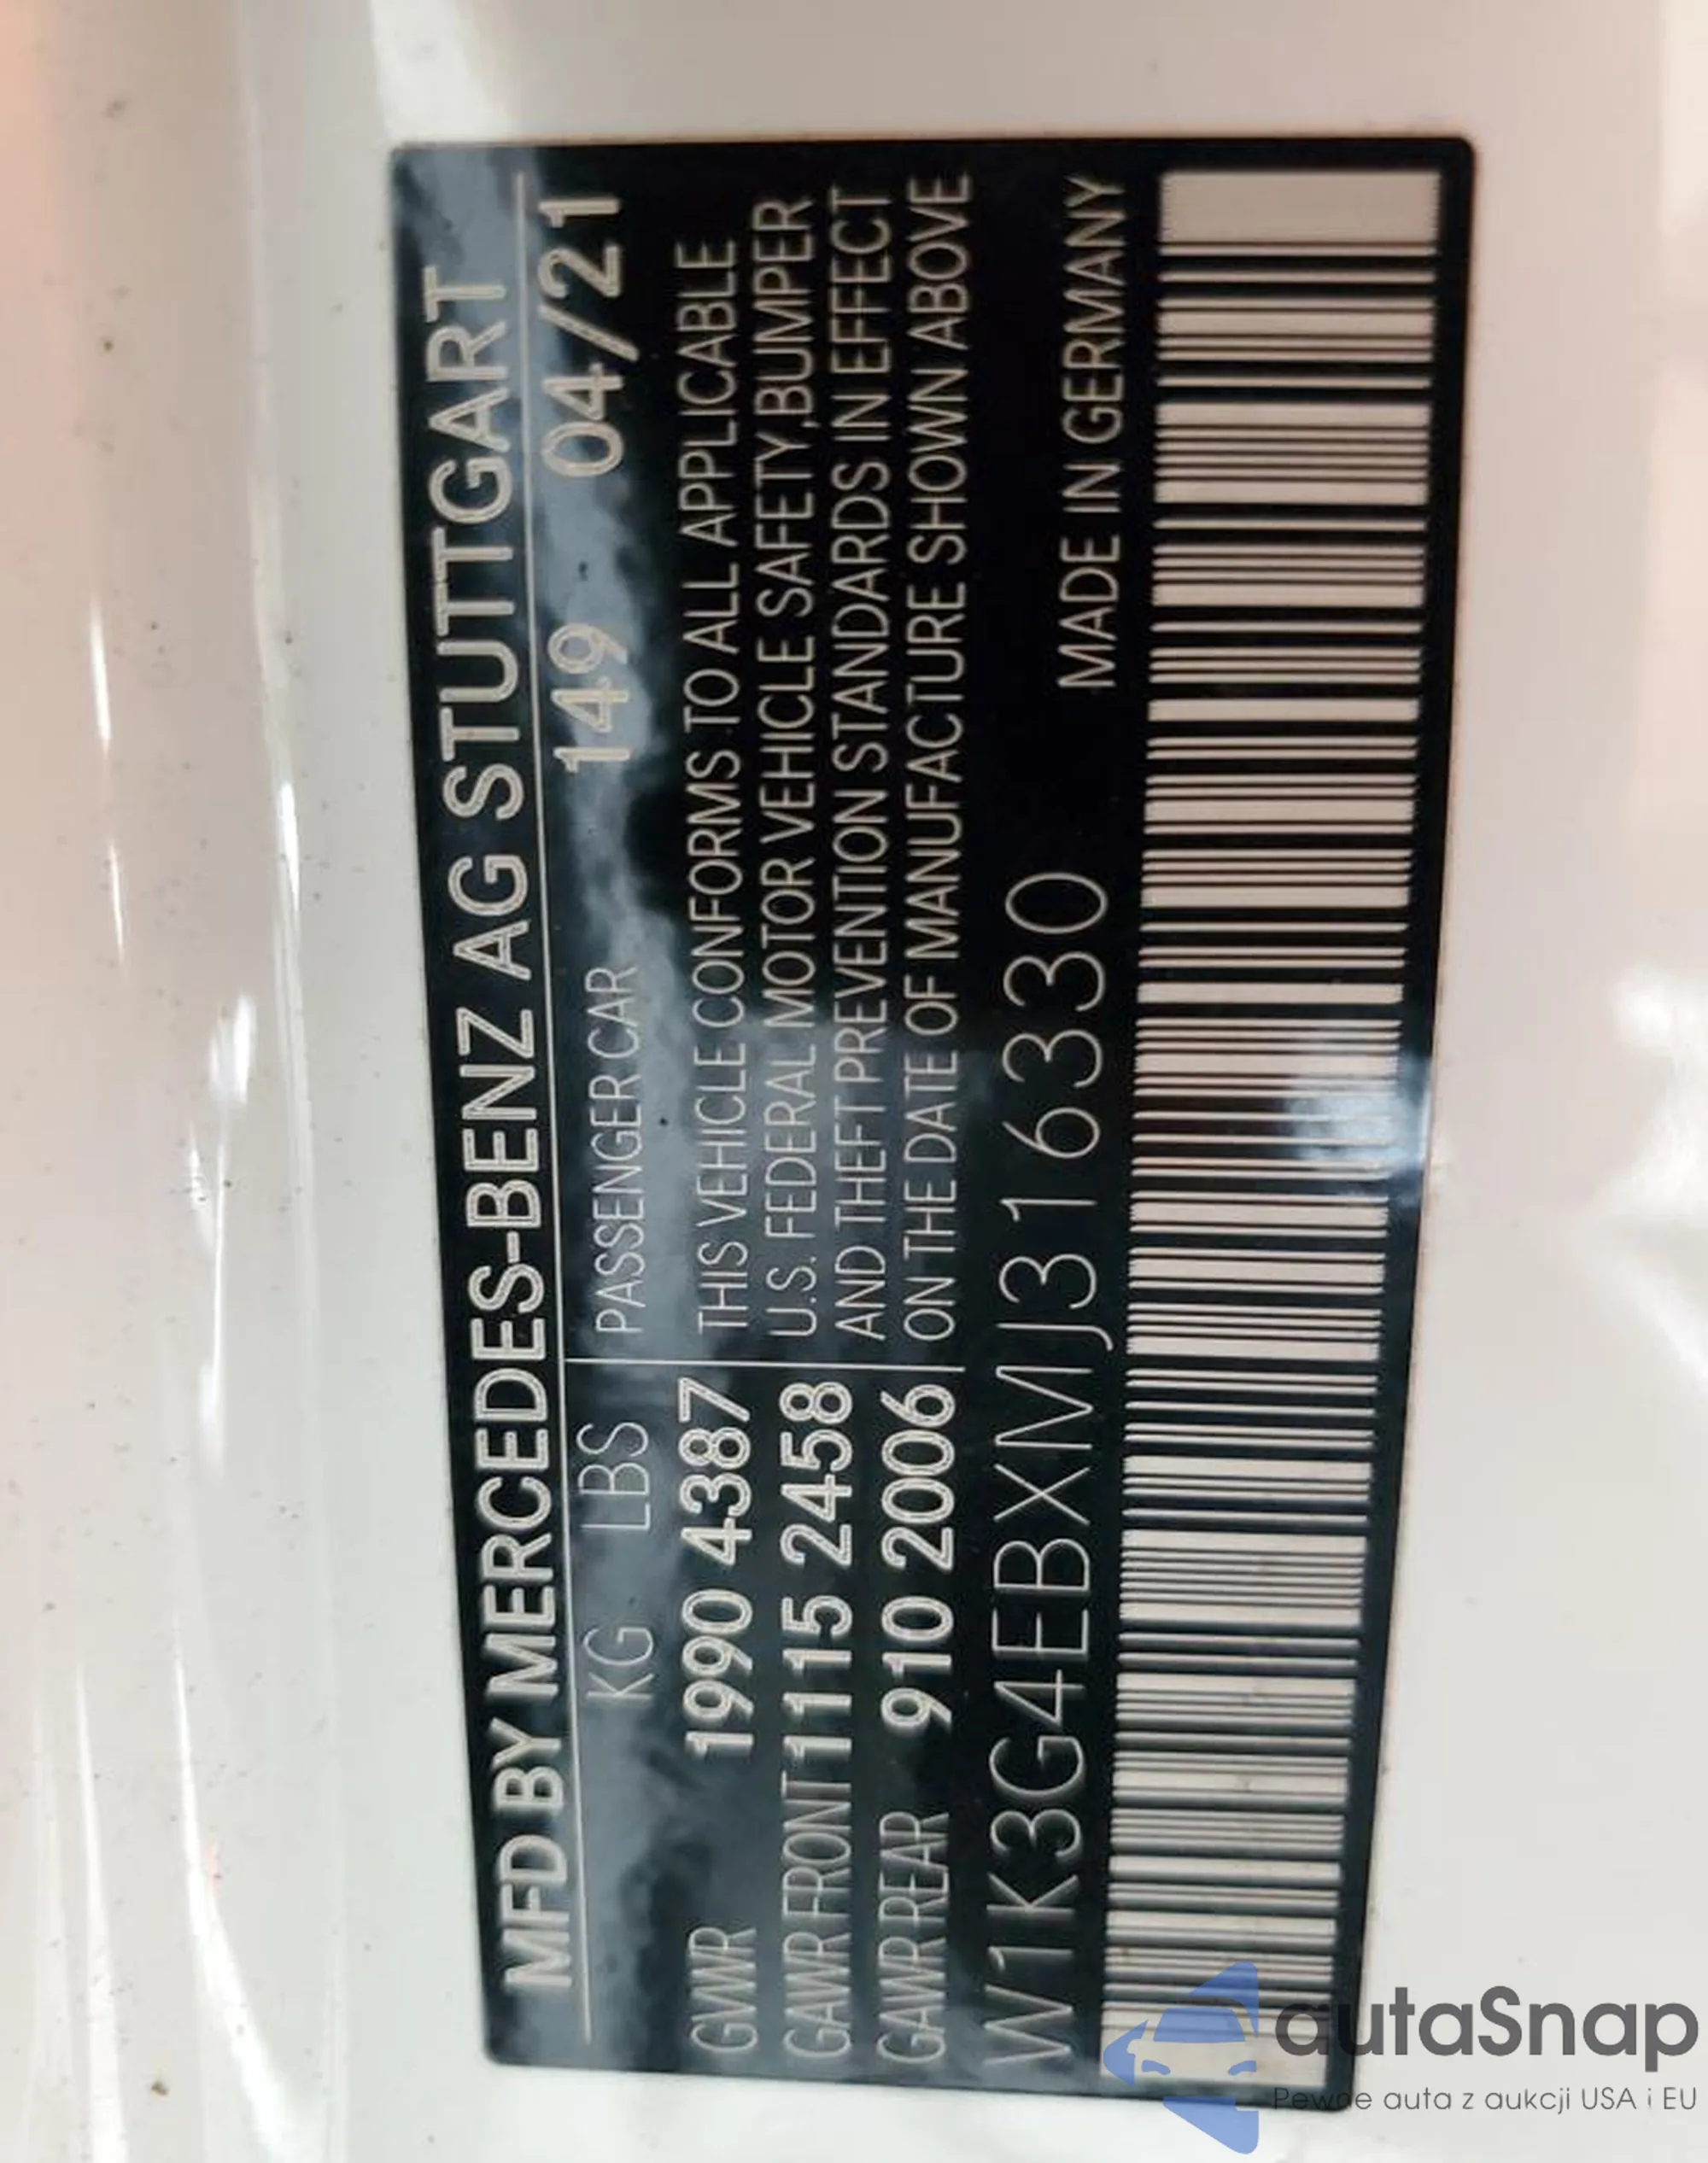 MFD BY MERCEDES-BENZ AG STUTTGART
KG LBS PASSENGER CAR 149 04/21
GWR 1990 4387
GAWR FRONT 1115 2458
GAWR REAR 910 2006
THIS VEHICLE CONFORMS TO ALL APPLICABLE
U.S. FEDERAL MOTOR VEHICLE SAFETY,BUMPER
AND THEFT PREVENTION STANDARDS IN EFFECT
ON THE DATE OF MANUFACTURE SHOWN ABOVE
W1K3G4EBXMJ316330 MADE IN GERMANY
autaSnap
Pewne auta z aukcji USA i EU